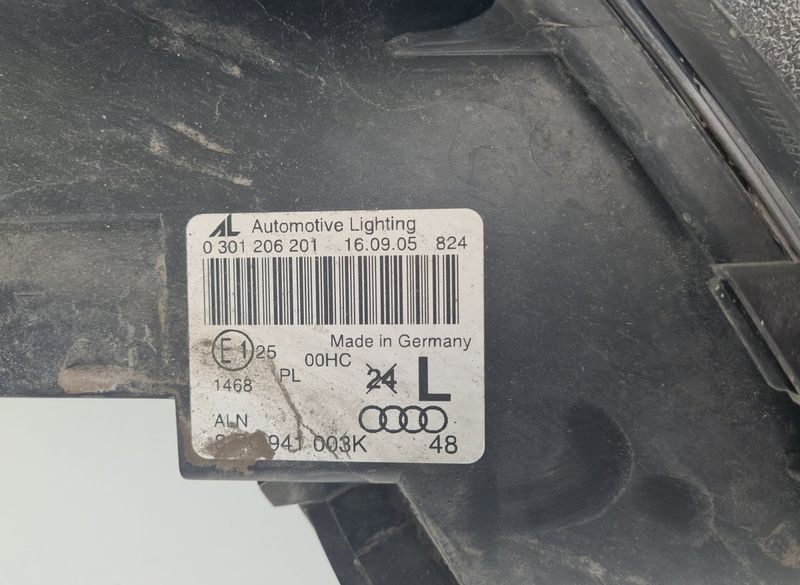 AL Automotive Lighting
0 301 206 201 16.09.05 824
Made in Germany
E1 25 00HC 24 L
1468 PL
ALN
941 003K 48